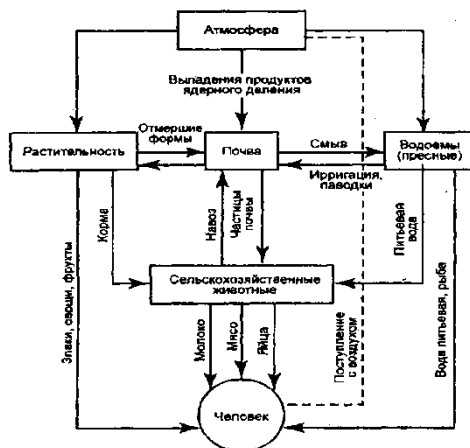 Атмосфера
Выпадения продуктов
ядерного деления
Отмершие
формы
Смыв
Растительность
Почва
Водоемы
(пресные)
Ирригация,
паводки
Корма
Навоз
Частицы
почвы
Питьевая
вода
Сельскохозяйственные
животные
Злаки, овощи, фрукты
Молоко
Мясо
Яйца
Поступление
с воздухом
Вода питьевая, рыба
Человек